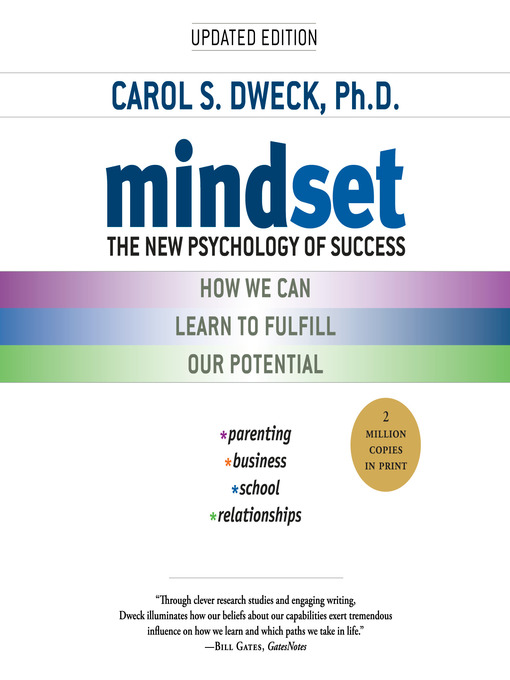 UPDATED EDITION
CAROL S. DWECK, Ph.D.
mindset
THE NEW PSYCHOLOGY OF SUCCESS
HOW WE CAN
LEARN TO FULFILL
OUR POTENTIAL
*parenting
*business
*school
*relationships
2
MILLION
COPIES
IN PRINT
“Through clever research studies and engaging writing,
Dweck illuminates how our beliefs about our capabilities exert tremendous
influence on how we learn and which paths we take in life.”
—BILL GATES, GatesNotes